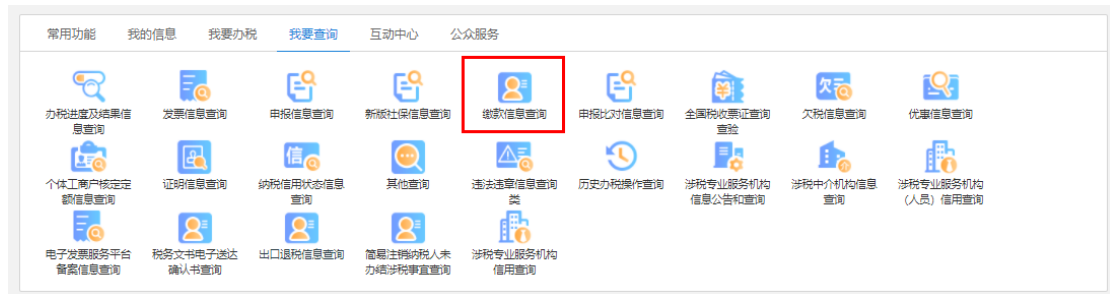 常用功能 我的信息 我要办税 我要查询 互动中心 公众服务
办税进度及结果信 发票信息查询 申报信息查询 新版社保信息查询 缴款信息查询 申报比对信息查询 全国税收票证查询 欠税信息查询 优惠信息查询
息查询 查验
个体工商户核定定 证明信息查询 纳税信用状态信息 其他查询 违法违章信息查询 历史办税操作查询 涉税专业服务机构 涉税中介机构信息 涉税专业服务机构
额信息查询 查询 类 信息公告和查询 查询 （人员）信用查询
电子发票服务平台 税务文书电子送达 出口退税信息查询 简易注销纳税人未 涉税专业服务机构
备案信息查询 确认书查询 办结涉税事宜查询 信用查询